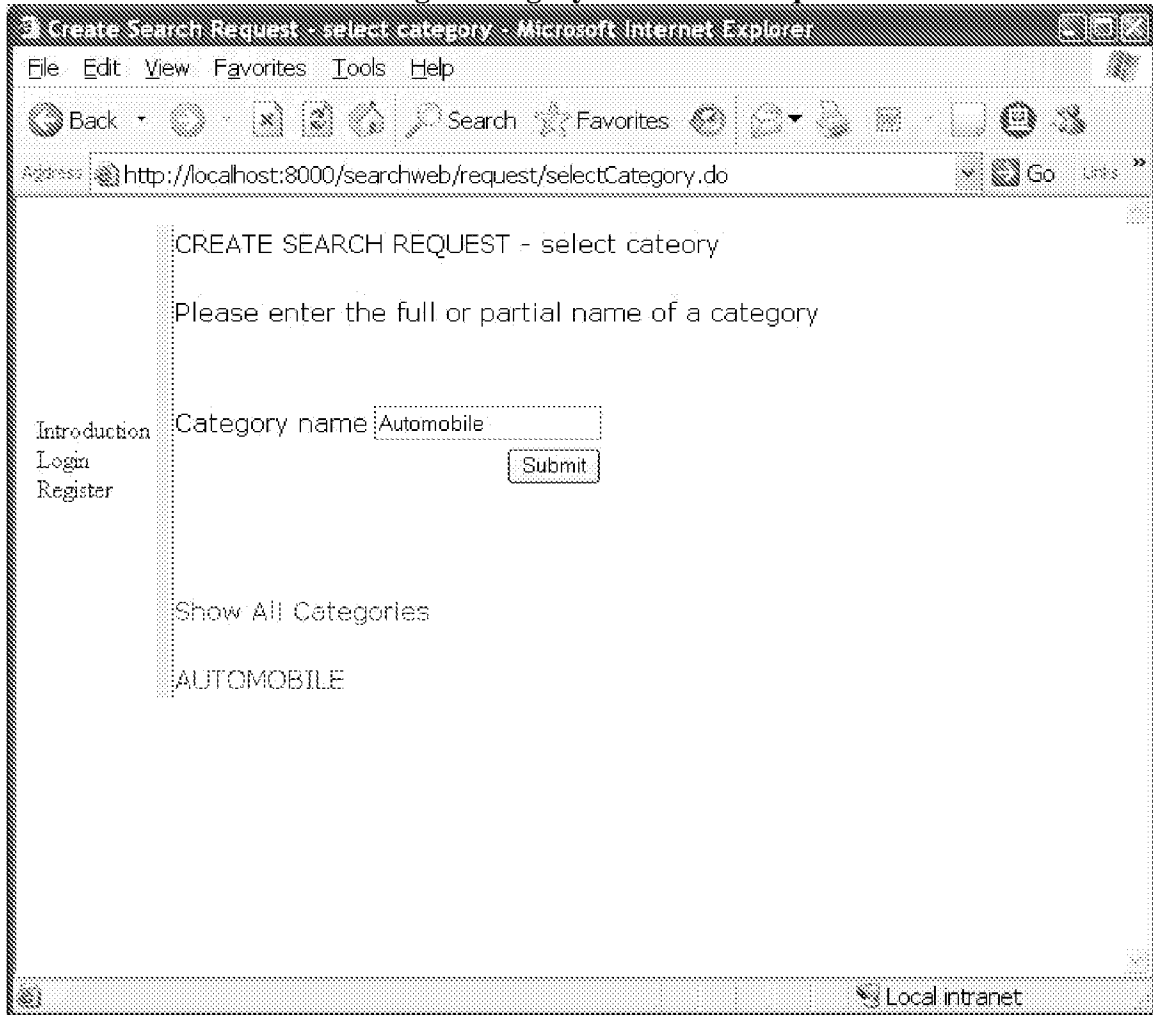 Create Search Request - select category - Microsoft Internet Explorer
File Edit View Favorites Tools Help
Back Search Favorites
Address http://localhost:8000/searchweb/request/selectCategory.do Go Links »
CREATE SEARCH REQUEST - select cateory
Please enter the full or partial name of a category
Category name Automobile
Submit
Introduction
Login
Register
Show All Categories
AUTOMOBILE
Local intranet